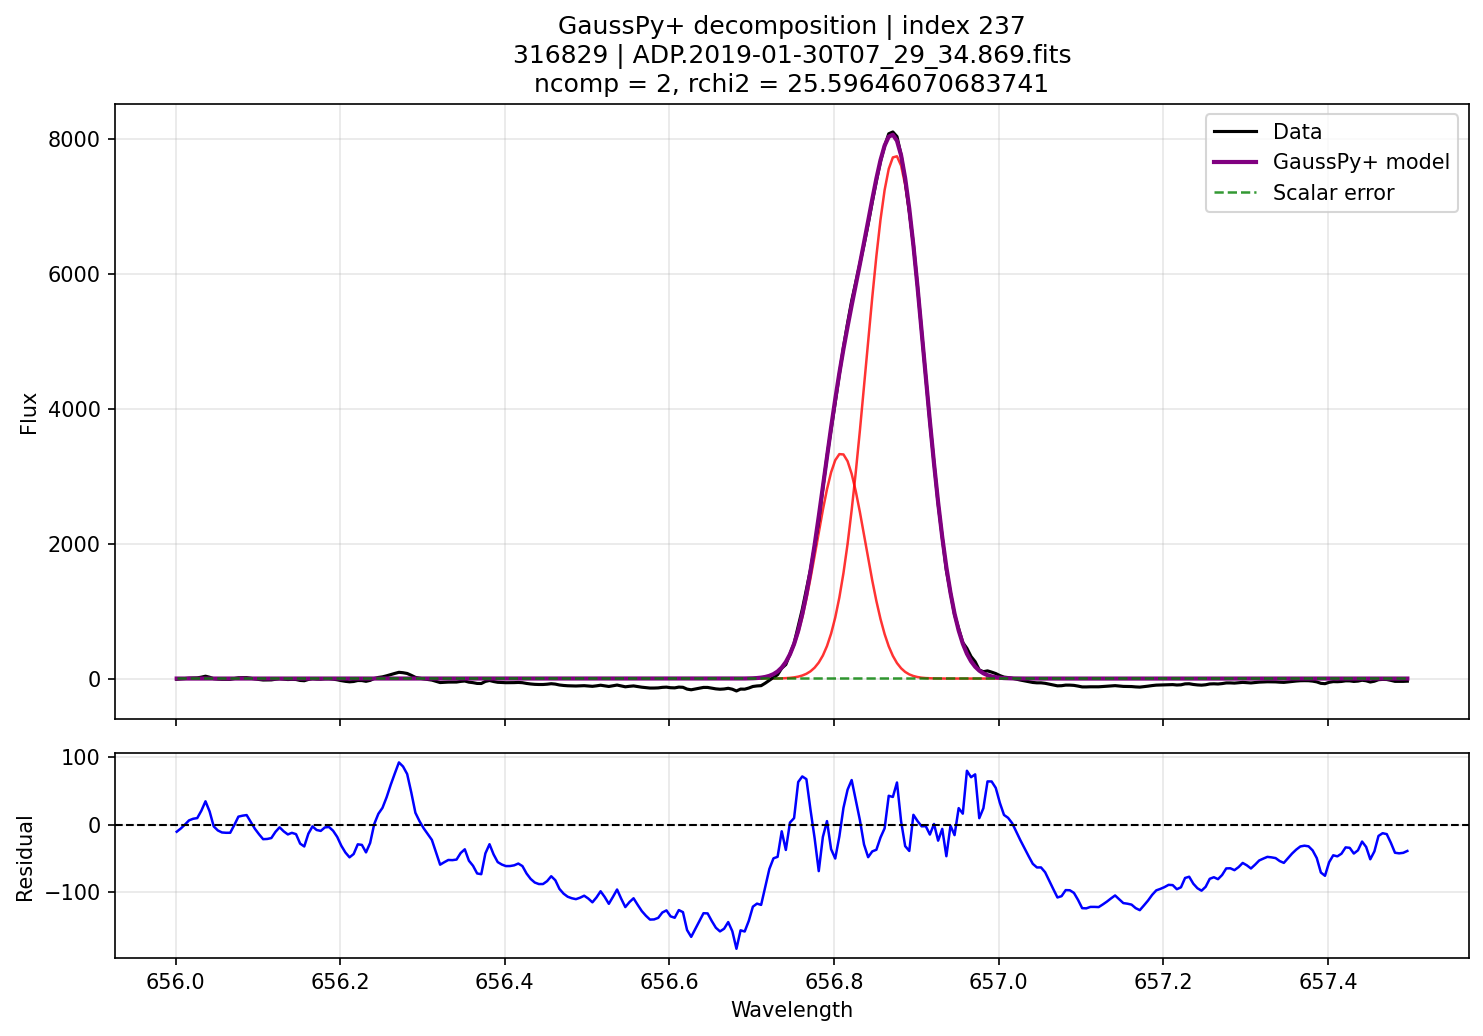 GaussPy+ decomposition | index 237
316829 | ADP.2019-01-30T07_29_34.869.fits
ncomp = 2, rchi2 = 25.59646070683741
Data
GaussPy+ model
Scalar error
Flux
8000
6000
4000
2000
0
Residual
100
0
−100
656.0
656.2
656.4
656.6
656.8
657.0
657.2
657.4
Wavelength